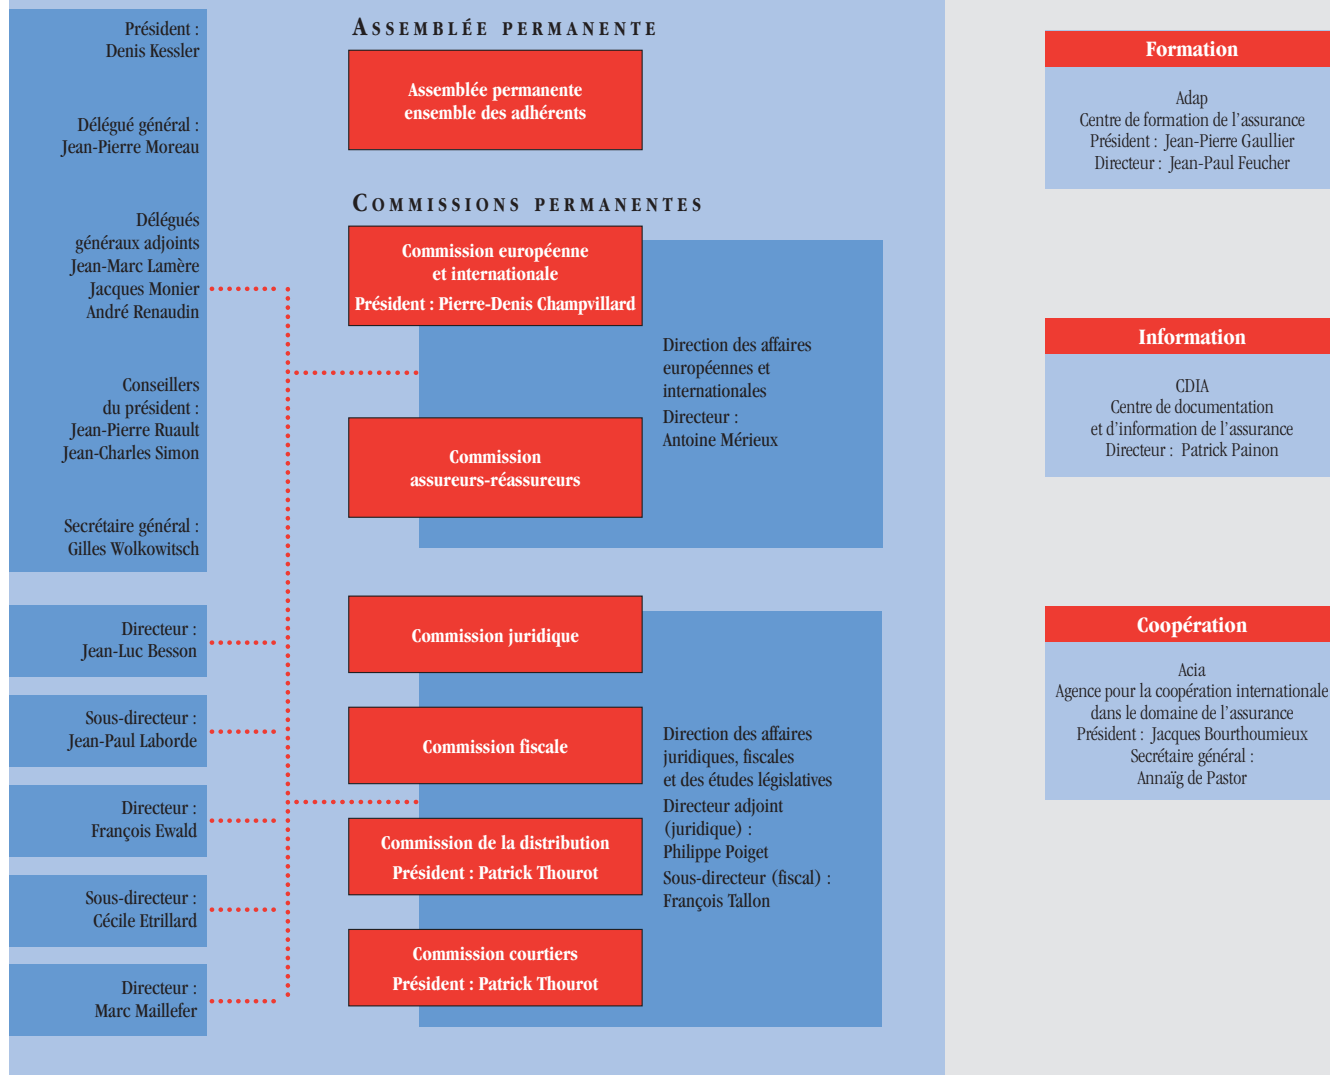 Président :
Denis Kessler
Délégué général :
Jean-Pierre Moreau
Délégués
généraux adjoints
Jean-Marc Lamère
Jacques Monier
André Renaudin
Conseillers
du président :
Jean-Pierre Ruault
Jean-Charles Simon
Secrétaire général :
Gilles Wolkowitsch
Directeur :
Jean-Luc Besson
Sous-directeur :
Jean-Paul Laborde
Directeur :
François Ewald
Sous-directeur :
Cécile Etrillard
Directeur :
Marc Maillefer
ASSEMBLÉE PERMANENTE
Assemblée permanente
ensemble des adhérents
COMMISSIONS PERMANENTES
Commission européenne
et internationale
Président : Pierre-Denis Champvillard
Commission
assureurs-réassureurs
Direction des affaires
européennes et
internationales
Directeur :
Antoine Mérieux
Commission juridique
Commission fiscale
Commission de la distribution
Président : Patrick Thourot
Commission courtiers
Président : Patrick Thourot
Direction des affaires
juridiques, fiscales
et des études législatives
Directeur adjoint
(juridique) :
Philippe Poiget
Sous-directeur (fiscal) :
François Tallon
Formation
Adap
Centre de formation de l'assurance
Président : Jean-Pierre Gaullier
Directeur : Jean-Paul Feucher
Information
CDIA
Centre de documentation
et d'information de l'assurance
Directeur : Patrick Painon
Coopération
Acia
Agence pour la coopération internationale
dans le domaine de l'assurance
Président : Jacques Bourthoumieux
Secrétaire général :
Annaïg de Pastor